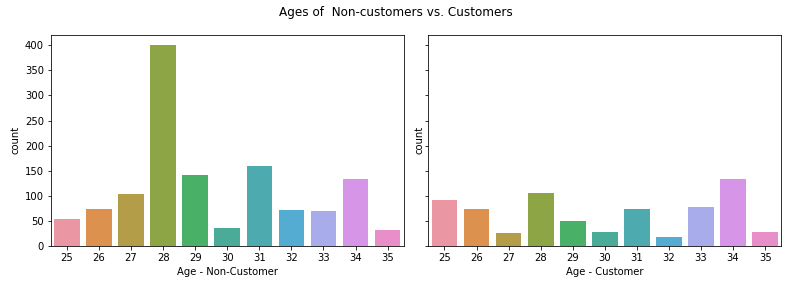 Ages of  Non-customers vs. Customers
400
350
300
250
200
150
100
50
0
count
25 26 27 28 29 30 31 32 33 34 35
Age - Non-Customer
count
25 26 27 28 29 30 31 32 33 34 35
Age - Customer